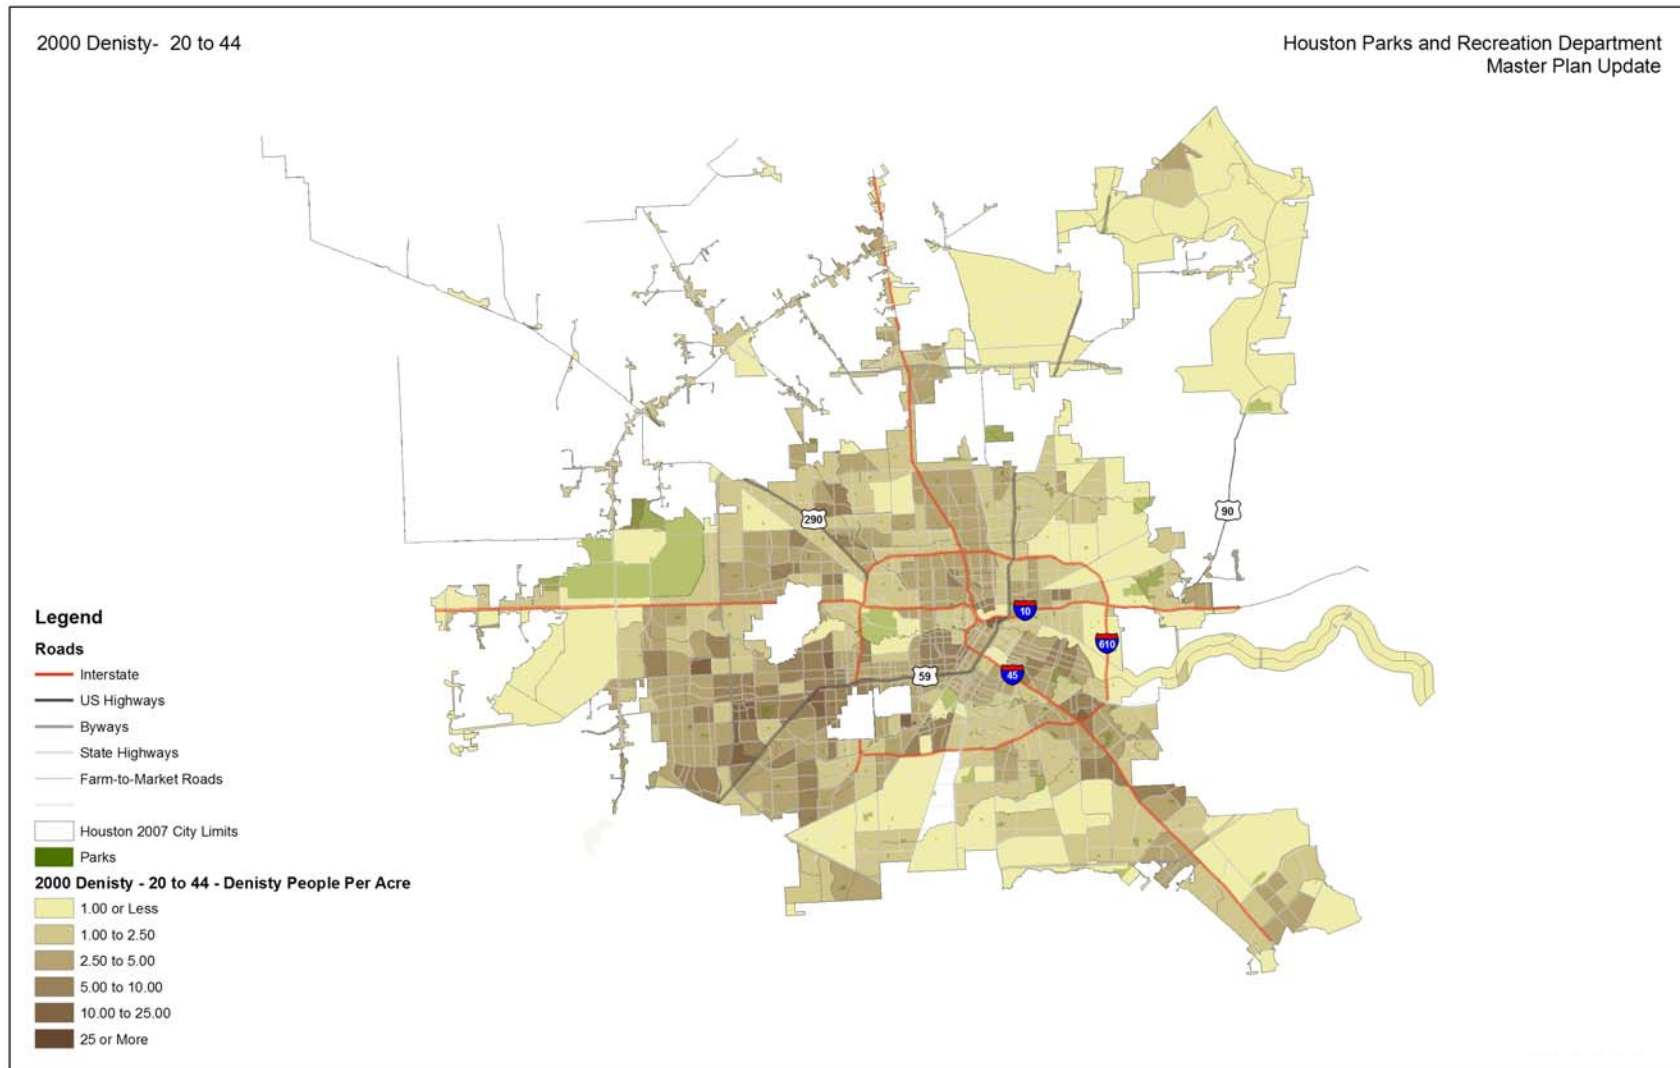 2000 Denisty-  20 to 44
Houston Parks and Recreation Department
Master Plan Update
290
90
10
610
59
45
Legend
Roads
Interstate
US Highways
Byways
State Highways
Farm-to-Market Roads
Houston 2007 City Limits
Parks
2000 Denisty - 20 to 44 - Denisty People Per Acre
1.00 or Less
1.00 to 2.50
2.50 to 5.00
5.00 to 10.00
10.00 to 25.00
25 or More